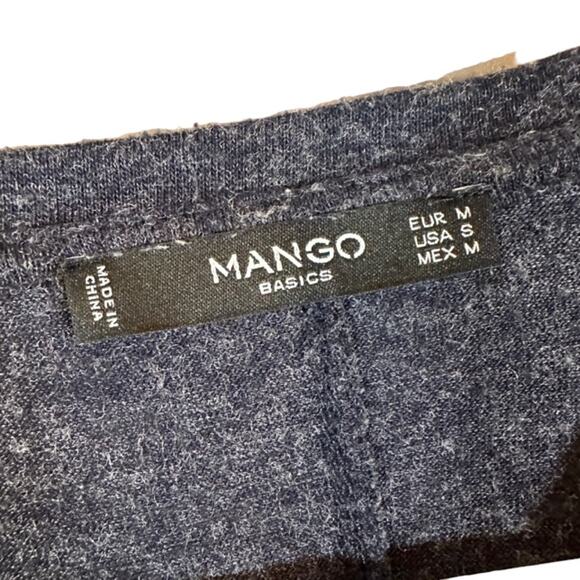 MADE IN
CHINA
MANGO
BASICS
EUR M
USA S
MEX M